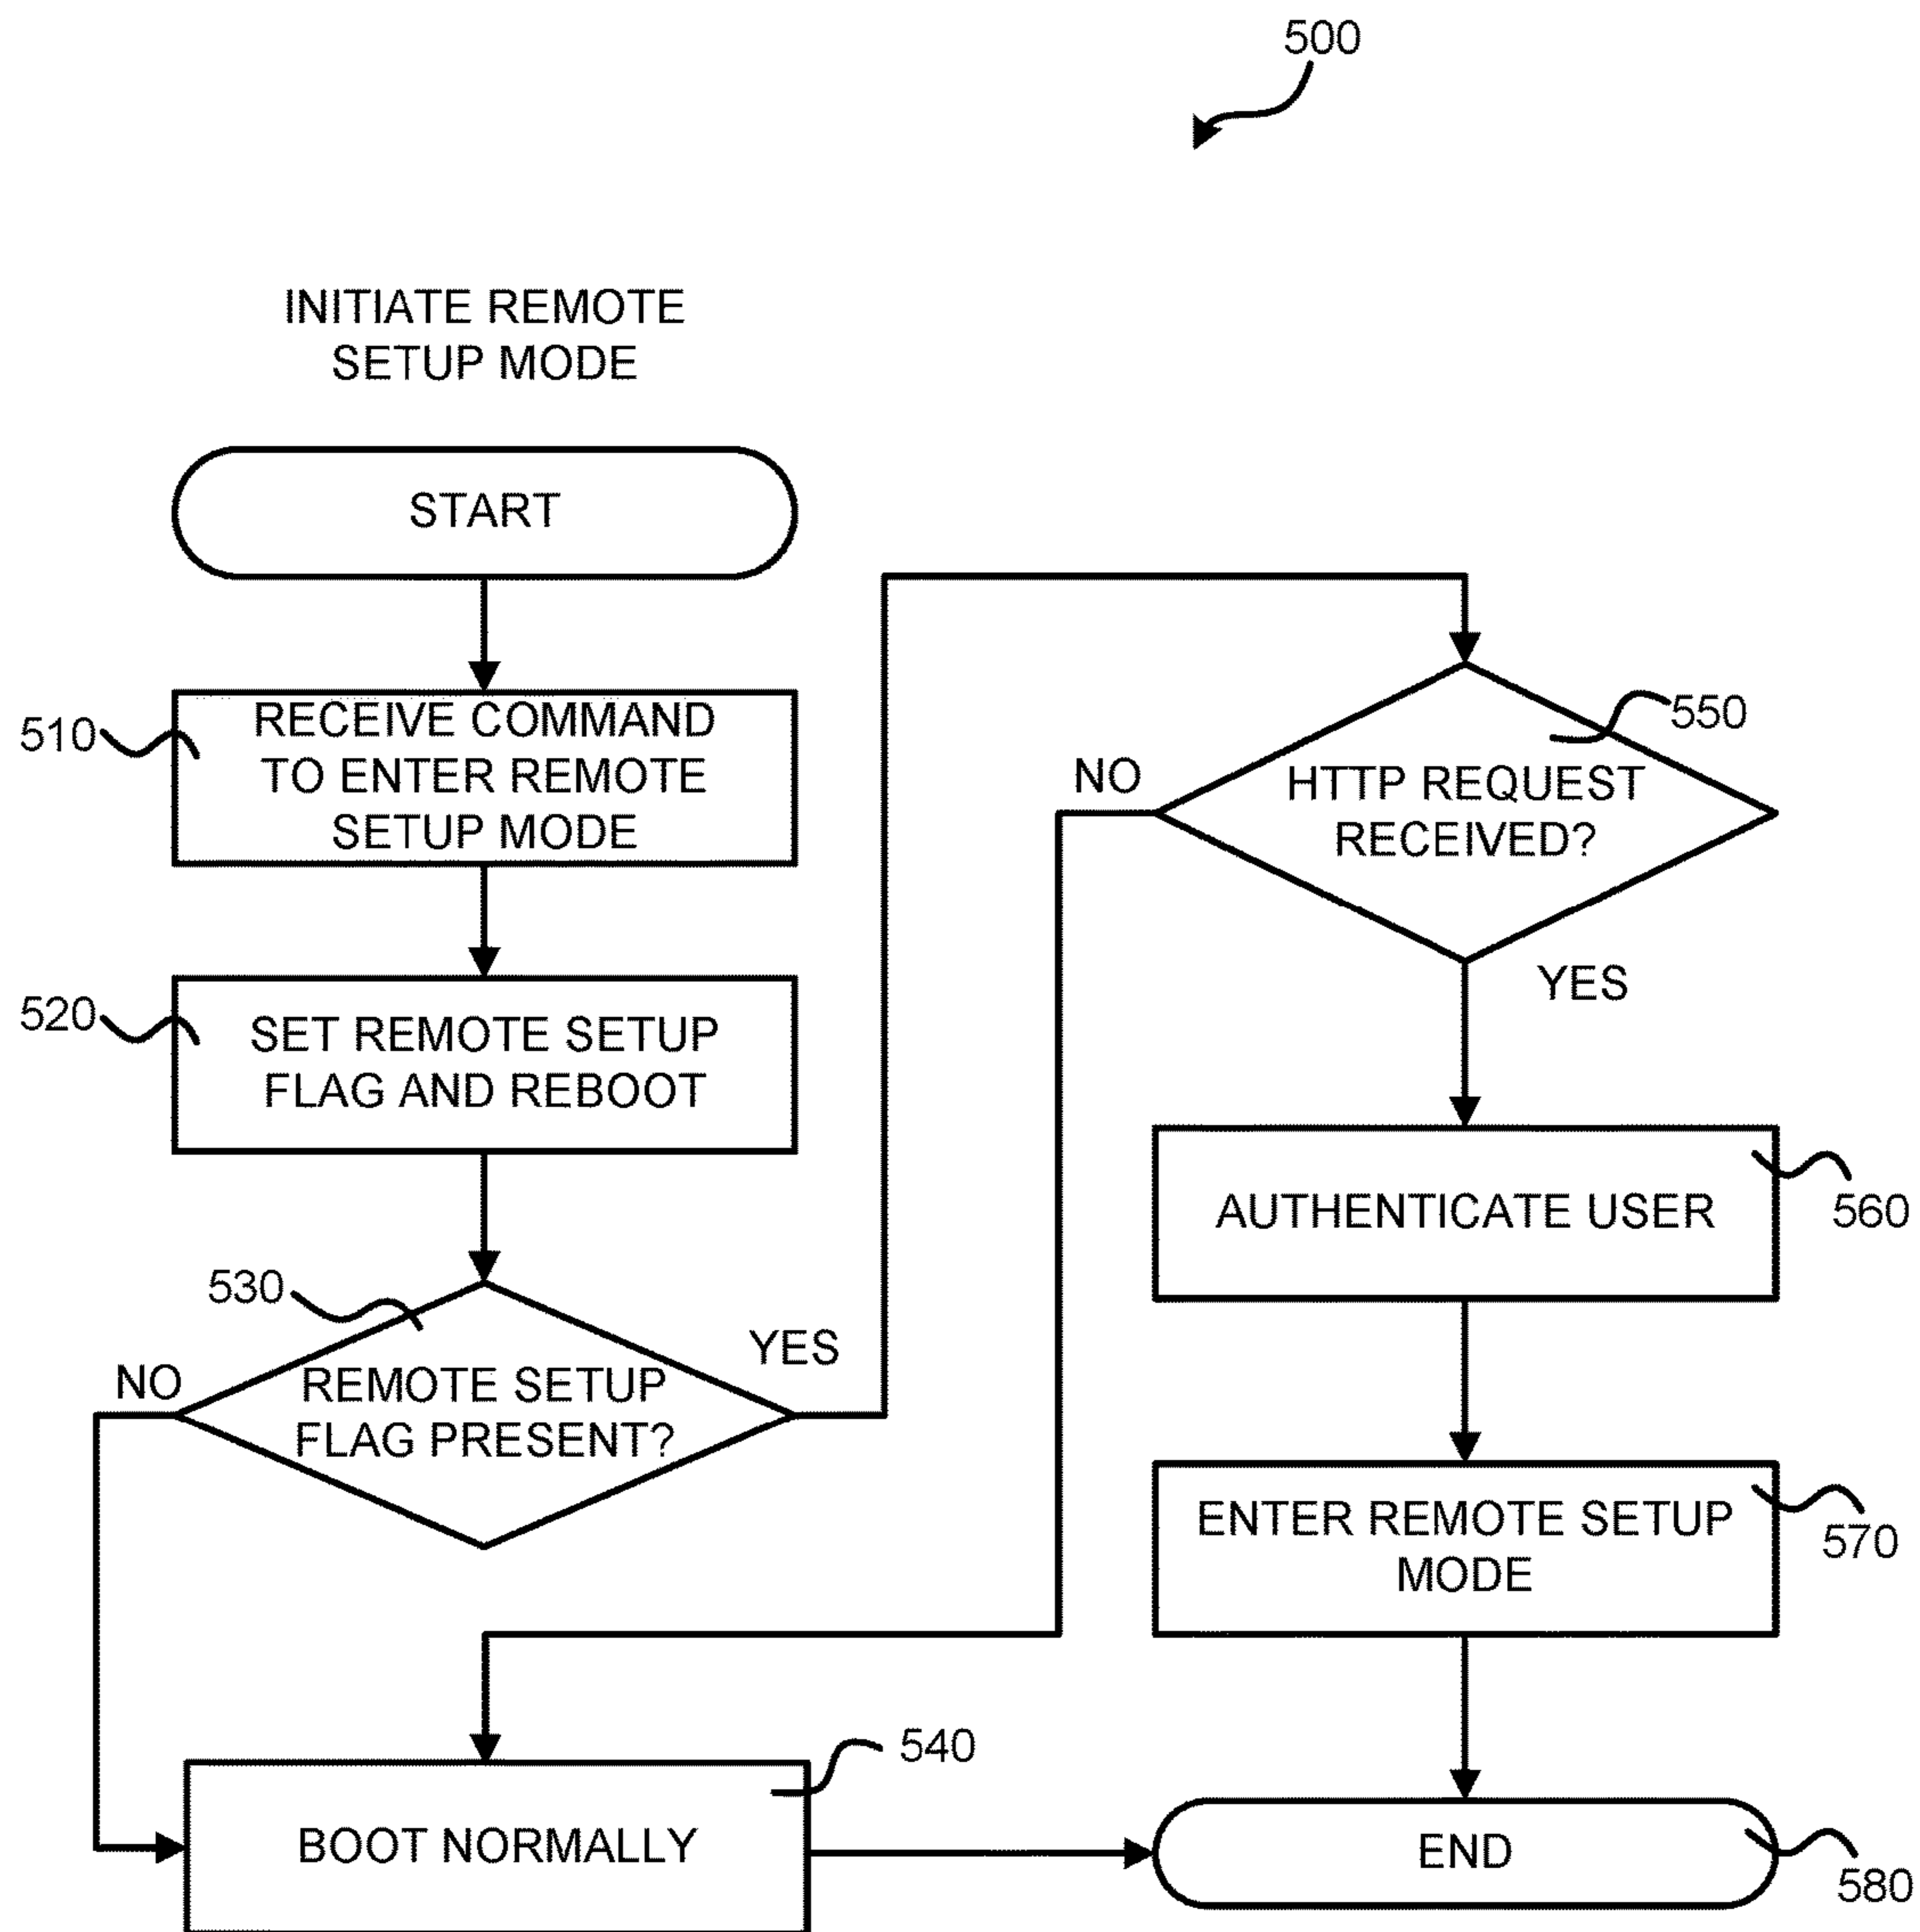 500
INITIATE REMOTE
SETUP MODE
START
510
RECEIVE COMMAND
TO ENTER REMOTE
SETUP MODE
520
SET REMOTE SETUP
FLAG AND REBOOT
530
NO
REMOTE SETUP
FLAG PRESENT?
YES
540
BOOT NORMALLY
550
NO
HTTP REQUEST
RECEIVED?
YES
AUTHENTICATE USER
560
ENTER REMOTE SETUP
MODE
570
END
580